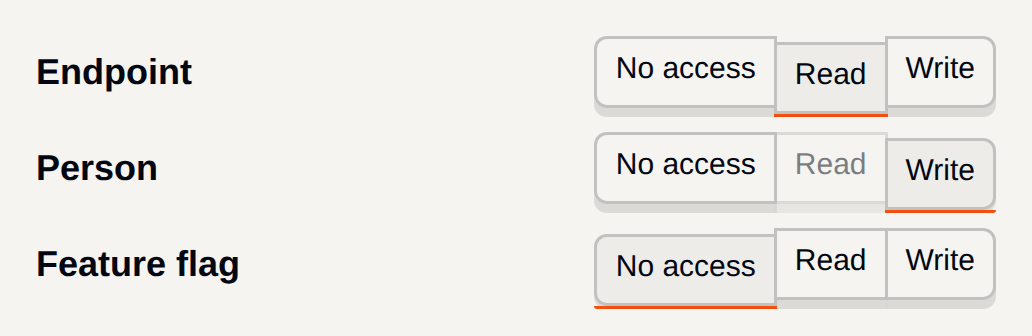 Endpoint No access Read Write
Person No access Read Write
Feature flag No access Read Write